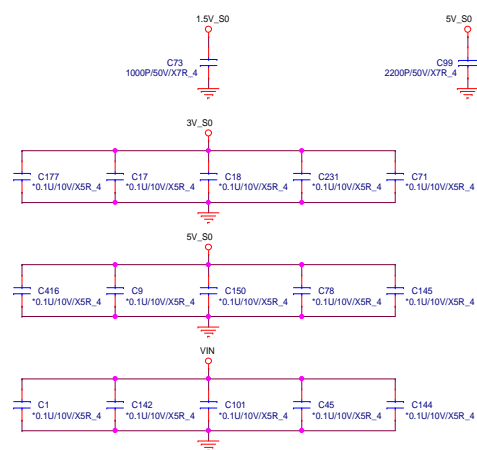 1.5V_S0
5V_S0
C73
1000P/50V/X7R_4
C99
2200P/50V/X7R_4
3V_S0
C177
*0.1U/10V/X5R_4
C17
*0.1U/10V/X5R_4
C18
*0.1U/10V/X5R_4
C231
*0.1U/10V/X5R_4
C71
*0.1U/10V/X5R_4
5V_S0
C416
*0.1U/10V/X5R_4
C9
*0.1U/10V/X5R_4
C150
*0.1U/10V/X5R_4
C78
*0.1U/10V/X5R_4
C145
*0.1U/10V/X5R_4
VIN
C1
*0.1U/10V/X5R_4
C142
*0.1U/10V/X5R_4
C101
*0.1U/10V/X5R_4
C45
*0.1U/10V/X5R_4
C144
*0.1U/10V/X5R_4